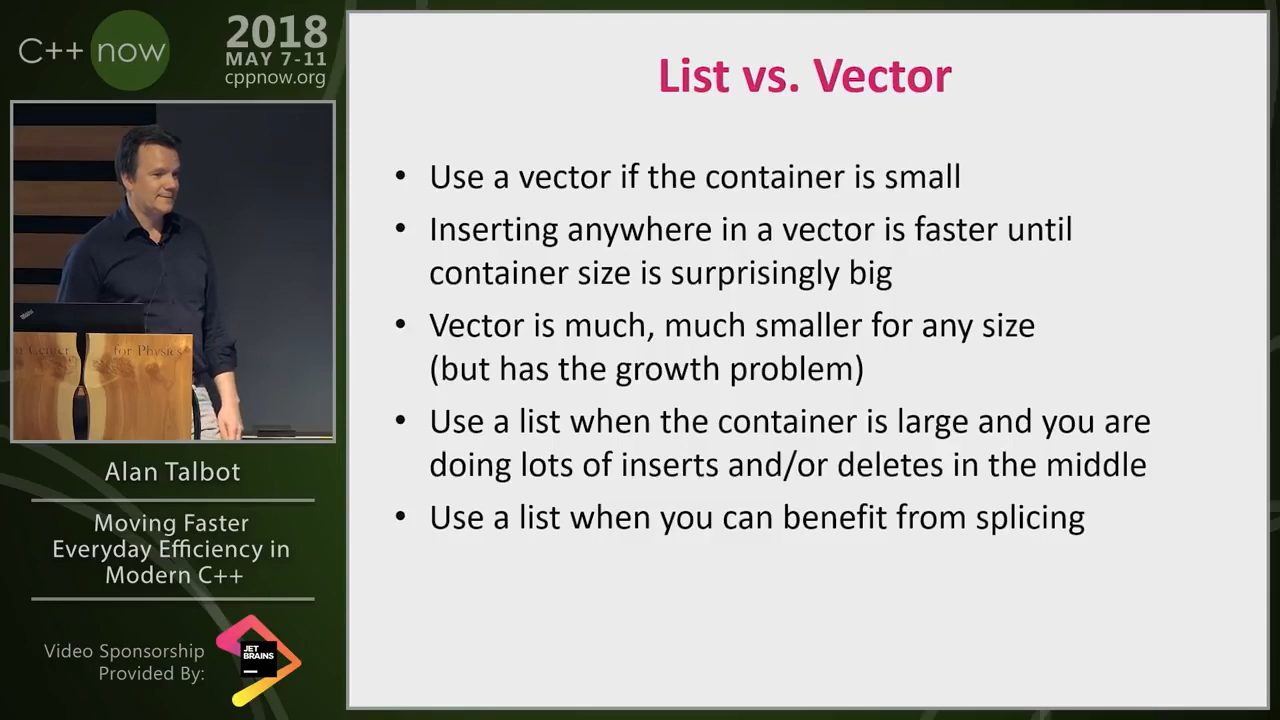 C++ now
2018
MAY 7-11
cppnow.org
for Physics
Alan Talbot
Moving Faster
Everyday Efficiency in
Modern C++
Video Sponsorship
Provided By:
JET
BRAINS
List vs. Vector
• Use a vector if the container is small
• Inserting anywhere in a vector is faster until
container size is surprisingly big
• Vector is much, much smaller for any size
(but has the growth problem)
• Use a list when the container is large and you are
doing lots of inserts and/or deletes in the middle
• Use a list when you can benefit from splicing